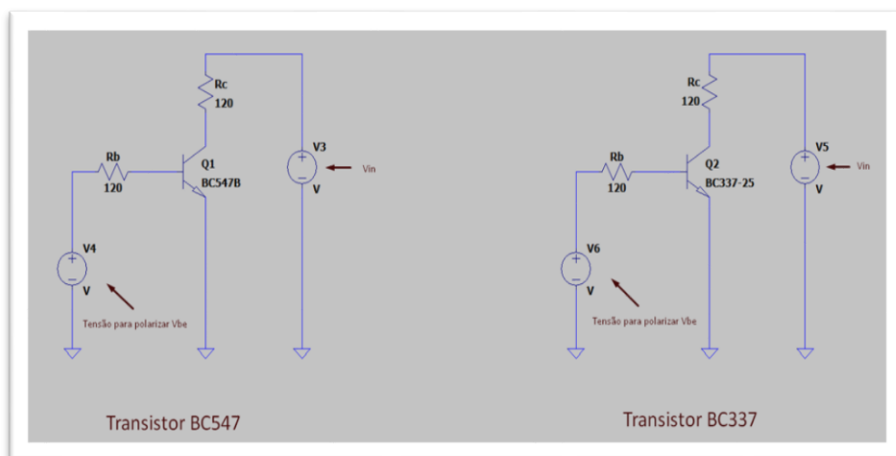 Rc
120
V3
Vin
Rb
Q1
120
BC547B
V
V4
V
Tensão para polarizar Vbe
Transistor BC547
Rc
120
V5
Vin
Rb
Q2
120
BC337-25
V
V6
V
Tensão para polarizar Vbe
Transistor BC337